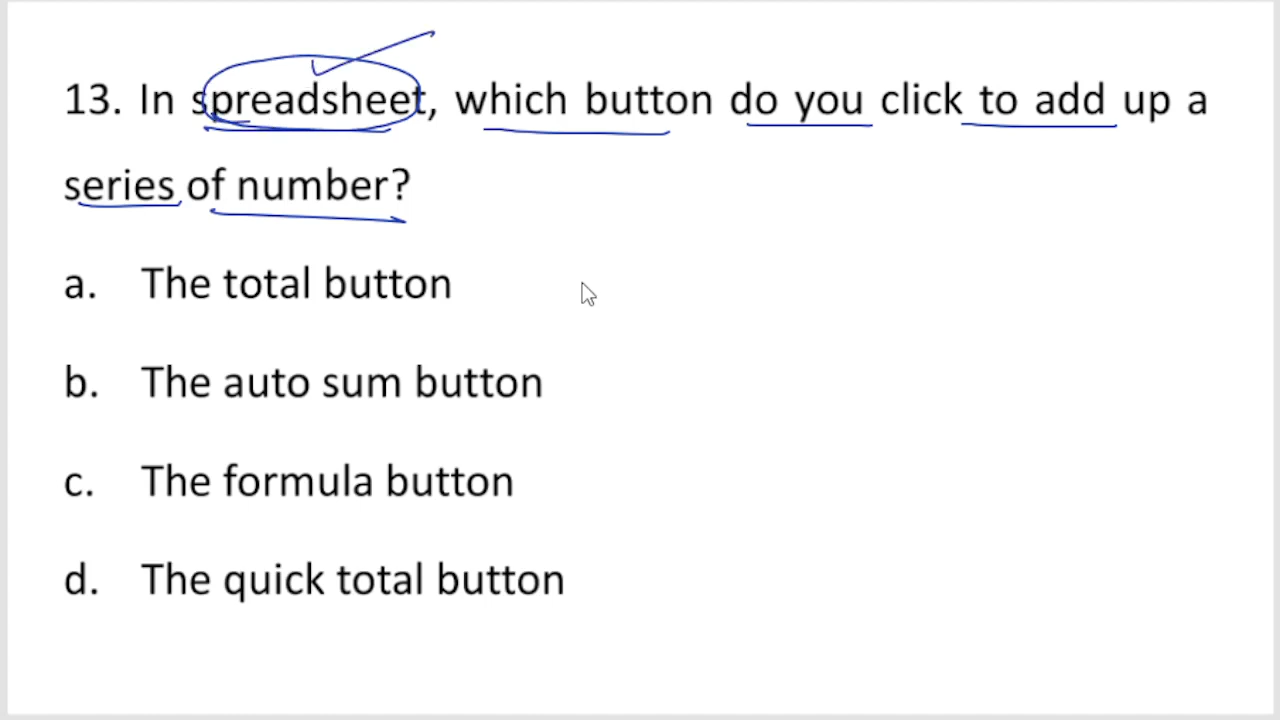 13. In spreadsheet, which button do you click to add up a
series of number?
a. The total button
b. The auto sum button
c. The formula button
d. The quick total button